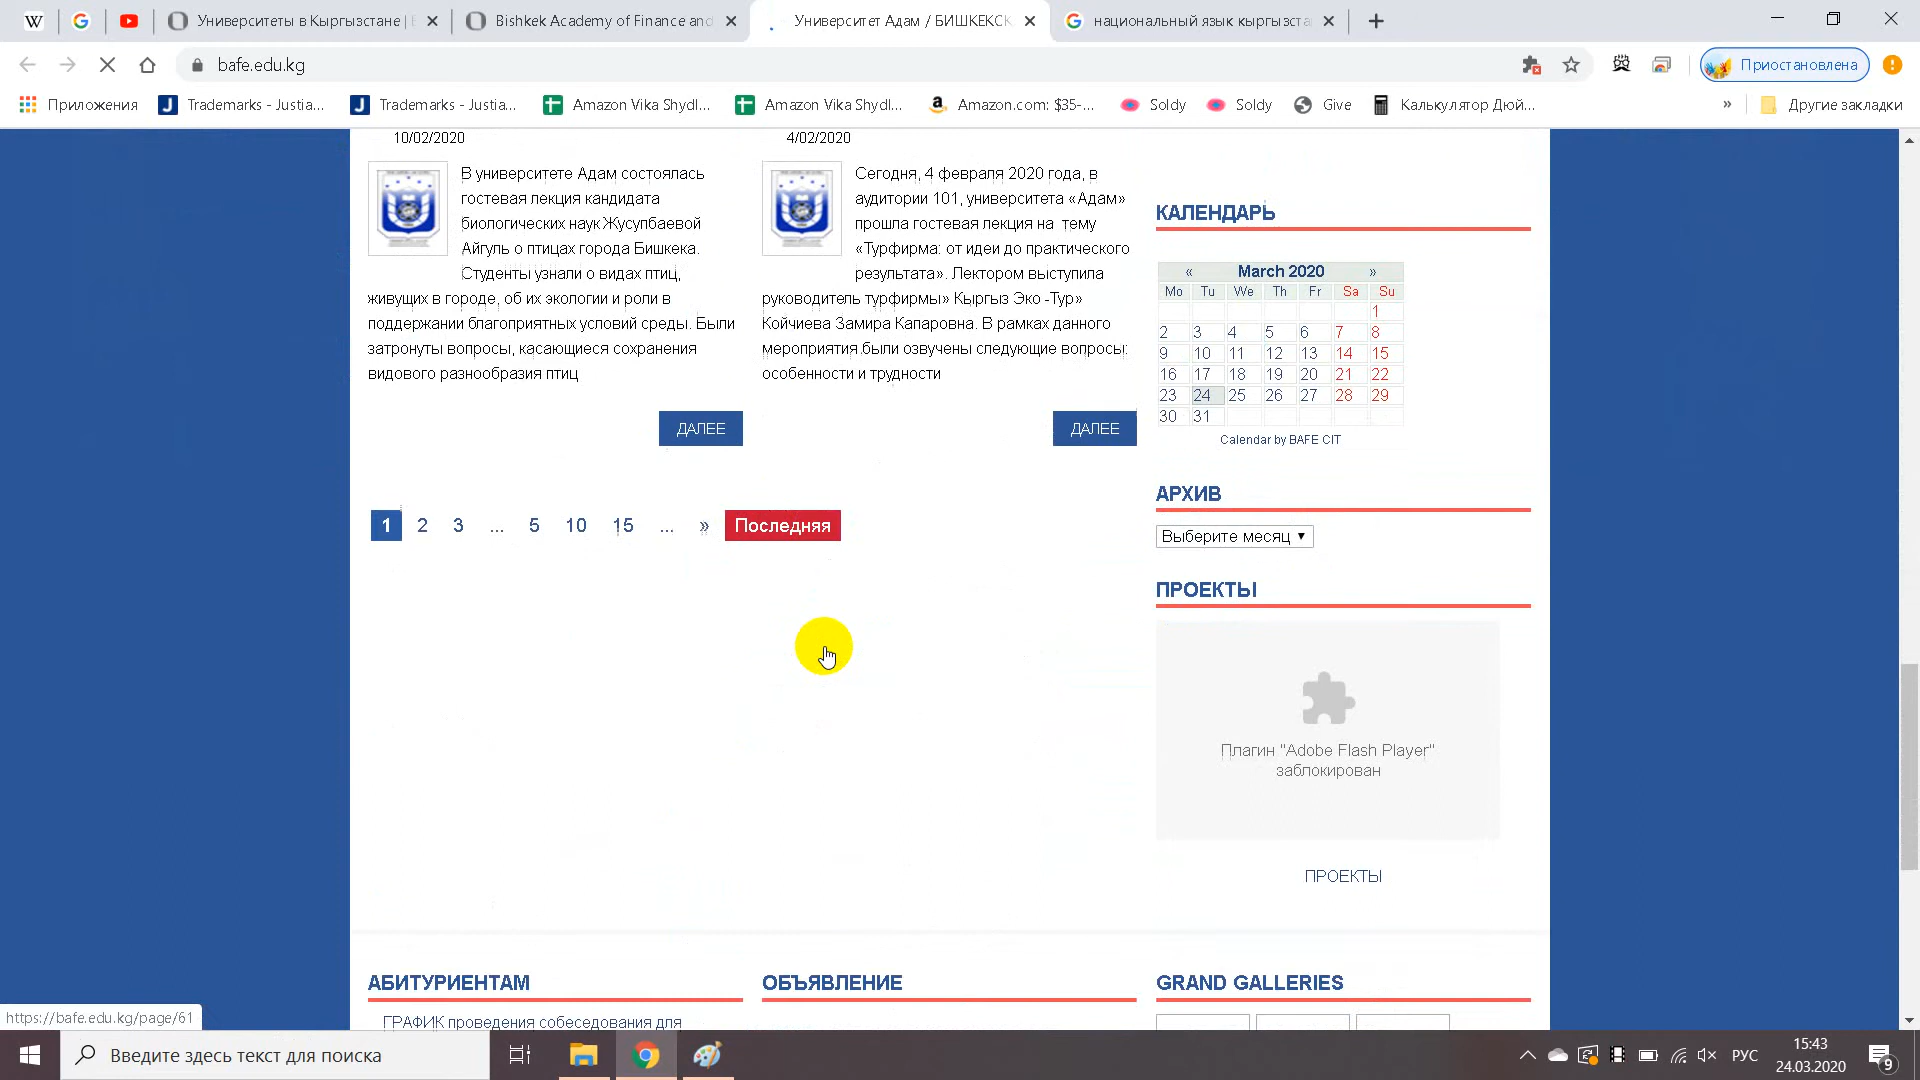 Университеты в Кыргызстане |
Bishkek Academy of Finance and
Университет Адам / БИШКЕКСК
национальный язык кыргызста
bafe.edu.kg
Приостановлена
Приложения
Trademarks - Justia...
Trademarks - Justia...
Amazon Vika Shydl...
Amazon Vika Shydl...
Amazon.com: $35-...
Soldy
Soldy
Give
Калькулятор Дюй...
»
Другие закладки
10/02/2020
В университете Адам состоялась
гостевая лекция кандидата
биологических наук Жусупбаевой
Айгуль о птицах города Бишкека.
Студенты узнали о видах птиц,
живущих в городе, об их экологии и роли в
поддержании благоприятных условий среды. Были
затронуты вопросы, касающиеся сохранения
видового разнообразия птиц
ДАЛЕЕ
4/02/2020
Сегодня, 4 февраля 2020 года, в
аудитории 101, университета «Адам»
прошла гостевая лекция на тему
«Турфирма: от идеи до практического
результата». Лектором выступила
руководитель турфирмы» Кыргыз Эко -Тур»
Койчиева Замира Капаровна. В рамках данного
мероприятия были озвучены следующие вопросы:
особенности и трудности
ДАЛЕЕ
1 2 3 ... 5 10 15 ... » Последняя
КАЛЕНДАРЬ
« March 2020 »
Mo Tu We Th Fr Sa Su
1
2 3 4 5 6 7 8
9 10 11 12 13 14 15
16 17 18 19 20 21 22
23 24 25 26 27 28 29
30 31
Calendar by BAFE CIT
АРХИВ
Выберите месяц
ПРОЕКТЫ
Плагин "Adobe Flash Player"
заблокирован
ПРОЕКТЫ
АБИТУРИЕНТАМ
ГРАФИК проведения собеседования для
ОБЪЯВЛЕНИЕ
GRAND GALLERIES
https://bafe.edu.kg/page/61
Введите здесь текст для поиска
РУС
15:43
24.03.2020
9